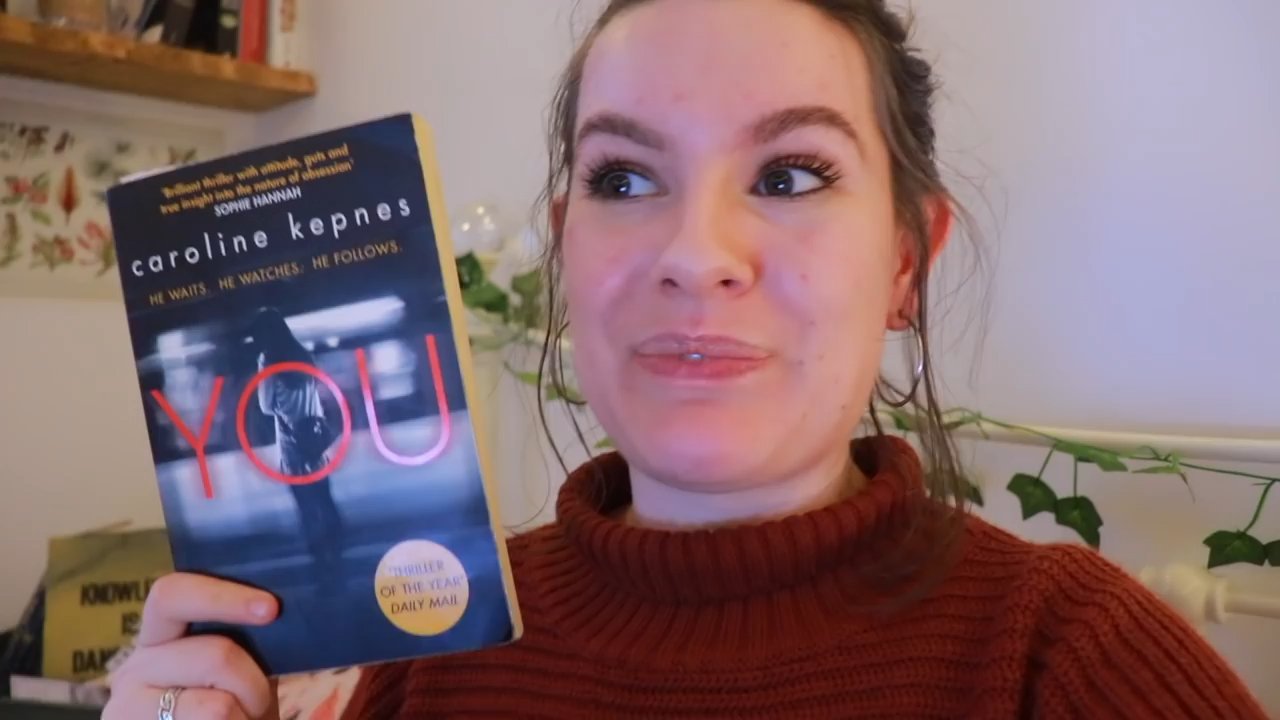 'Brilliant thriller with attitude, guts and
true insight into the nature of obsession'
SOPHIE HANNAH
caroline kepnes
HE WAITS. HE WATCHES. HE FOLLOWS.
YOU
'THRILLER
OF THE YEAR'
DAILY MAIL
KNOWL
IS
DAN